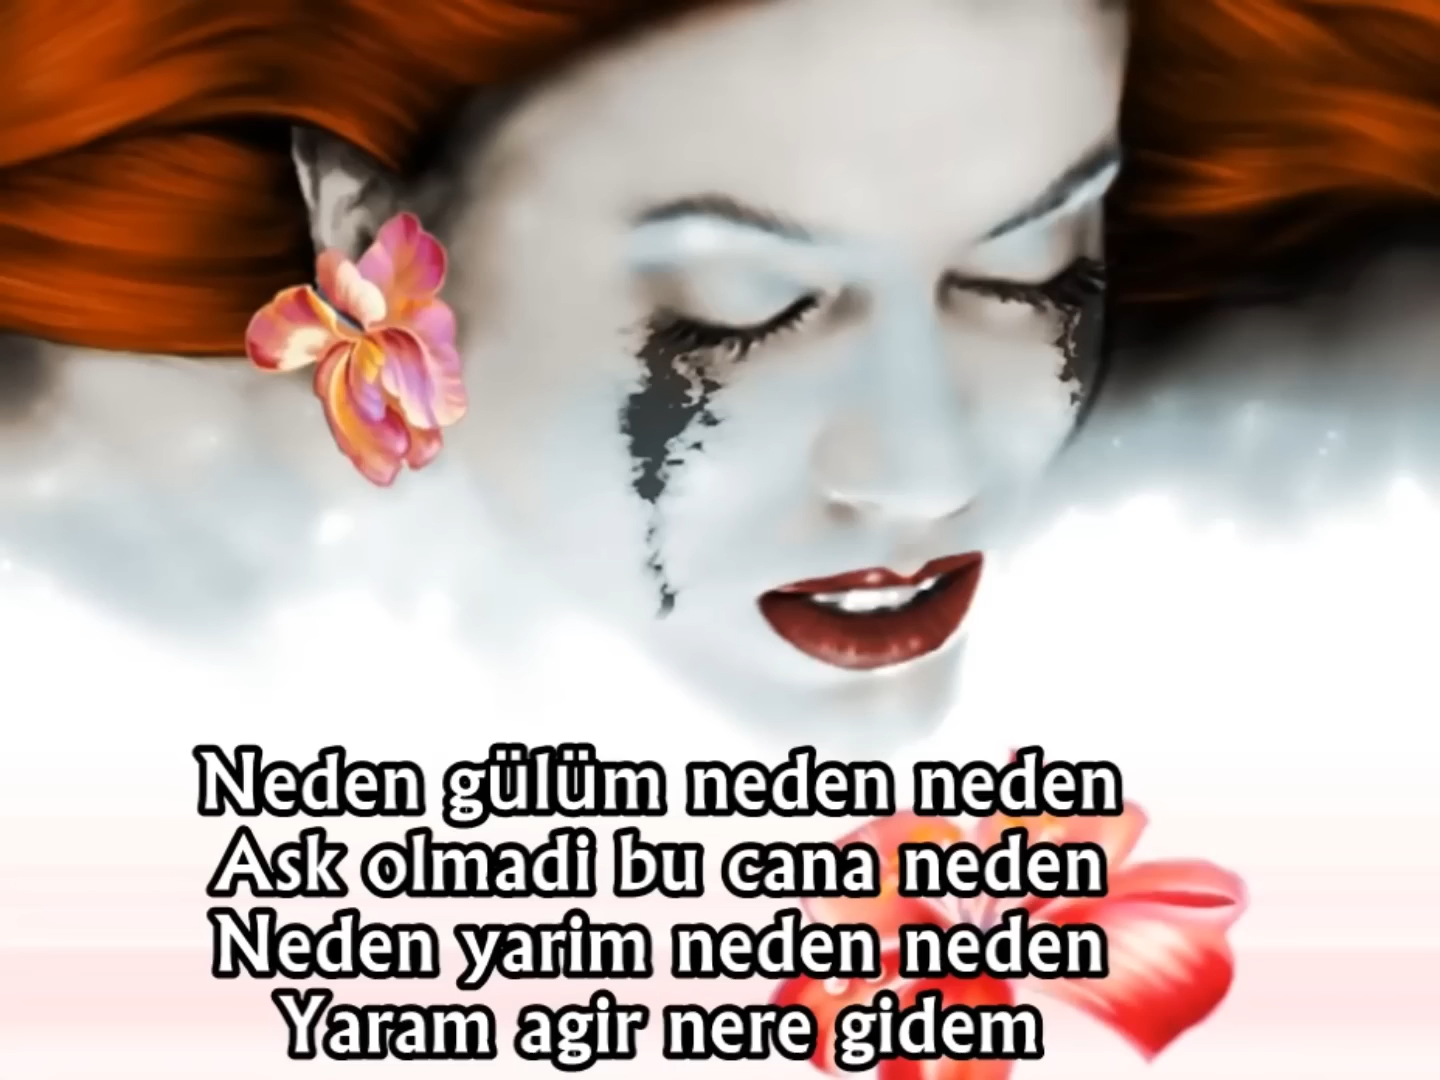 Neden gülüm neden neden
Ask olmadi bu cana neden
Neden yarim neden neden
Yaram agir nere gidem